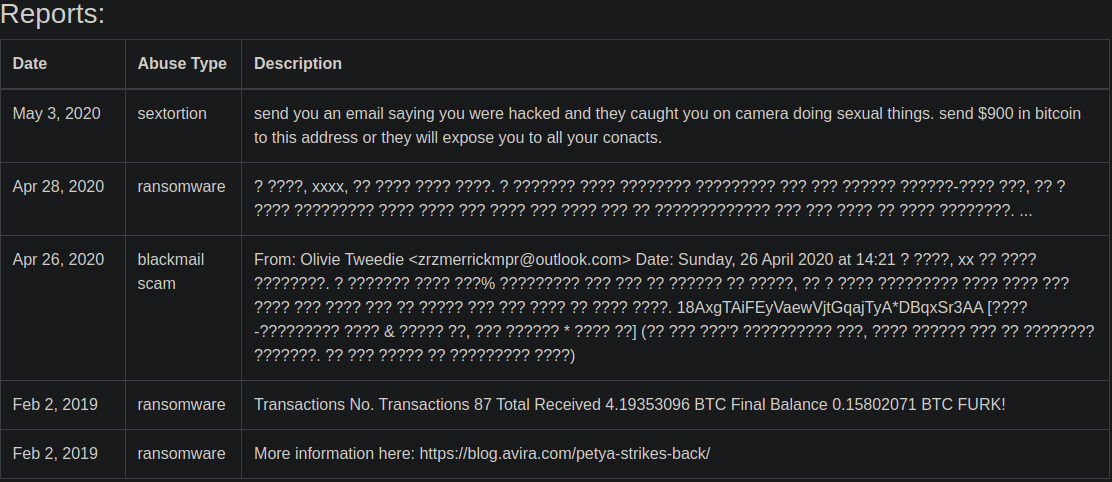 Reports:
Date Abuse Type Description
May 3, 2020 sextortion send you an email saying you were hacked and they caught you on camera doing sexual things. send $900 in bitcoin
to this address or they will expose you to all your conacts.
Apr 28, 2020 ransomware ? ????, xxxx, ?? ???? ???? ????. ? ??????? ???? ???????? ????????? ??? ??? ?????? ??????-???? ???, ?? ?
???? ????????? ???? ???? ??? ???? ??? ???? ??? ?? ????????????? ??? ??? ???? ?? ???? ????????. ...
Apr 26, 2020 blackmail scam From: Olivie Tweedie <zrzmerrickmpr@outlook.com> Date: Sunday, 26 April 2020 at 14:21 ? ????, xx ?? ????
????????. ? ??????? ???? ???% ????????? ??? ??? ?? ?????? ?? ?????, ?? ? ???? ????????? ???? ???? ???
???? ??? ???? ??? ?? ????? ??? ??? ???? ?? ???? ????. 18AxgTAiFEyVaewVjtGqajTyA*DBqxSr3AA [????
-????????? ???? & ????? ??, ??? ?????? * ???? ??] (?? ??? ???'? ?????????? ???, ???? ?????? ??? ?? ????????
???????. ?? ??? ????? ?? ????????? ????)
Feb 2, 2019 ransomware Transactions No. Transactions 87 Total Received 4.19353096 BTC Final Balance 0.15802071 BTC FURK!
Feb 2, 2019 ransomware More information here: https://blog.avira.com/petya-strikes-back/